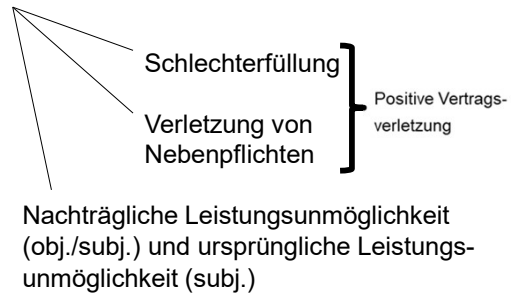 Schlechterfüllung
Verletzung von
Nebenpflichten
Positive Vertrags-
verletzung
Nachträgliche Leistungsunmöglichkeit
(obj./subj.) und ursprüngliche Leistungs-
unmöglichkeit (subj.)